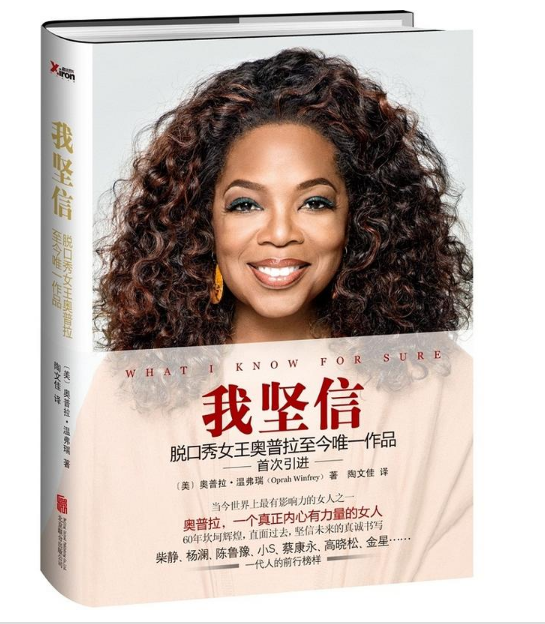 iron
我坚信
脱口秀女王奥普拉
至今唯一作品
〔美〕奥普拉·温弗瑞 著
陶文佳 译
WHAT I KNOW FOR SURE
我坚信
脱口秀女王奥普拉至今唯一作品
首次引进
〔美〕奥普拉·温弗瑞（Oprah Winfrey）著 陶文佳 译
当今世界上最有影响力的女人之一
奥普拉，一个真正内心有力量的女人
60年坎坷辉煌，直面过去，坚信未来的真诚书写
柴静、杨澜、陈鲁豫、小S、蔡康永、高晓松、金星……
一代人的前行榜样